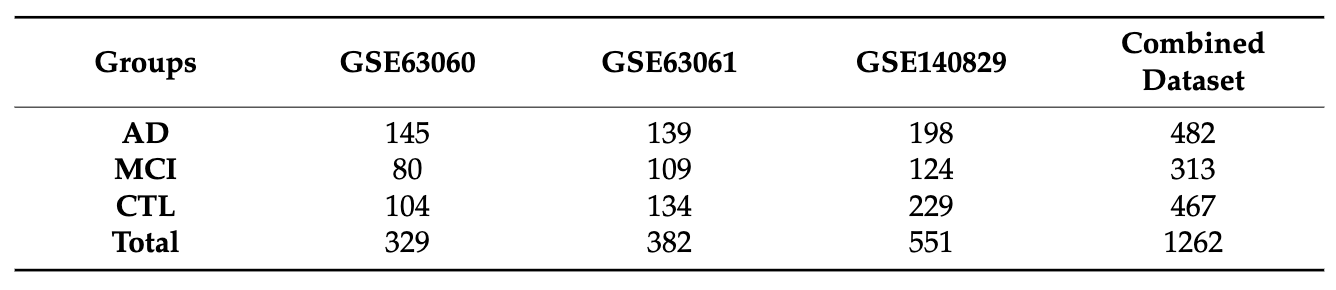 Groups GSE63060 GSE63061 GSE140829 Combined Dataset
AD 145 139 198 482
MCI 80 109 124 313
CTL 104 134 229 467
Total 329 382 551 1262